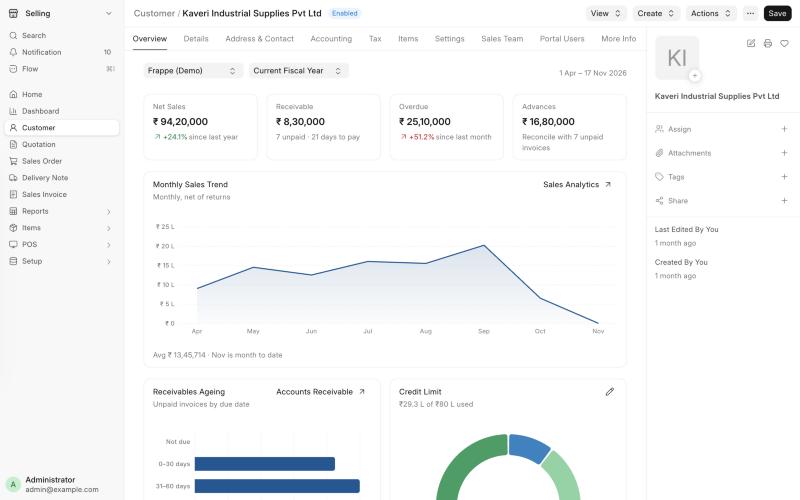 Selling
Search
Notification 10
Flow ⌘I
Home
Dashboard
Customer
Quotation
Sales Order
Delivery Note
Sales Invoice
Reports
Items
POS
Setup
A
Administrator
admin@example.com
Customer / Kaveri Industrial Supplies Pvt Ltd Enabled
View Create Actions ··· Save
Overview Details Address & Contact Accounting Tax Items Settings Sales Team Portal Users More Info
Frappe (Demo) Current Fiscal Year 1 Apr – 17 Nov 2026
Net Sales
₹ 94,20,000
+24.1% since last year
Receivable
₹ 8,30,000
7 unpaid · 21 days to pay
Overdue
₹ 25,10,000
+51.2% since last month
Advances
₹ 16,80,000
Reconcile with 7 unpaid
invoices
Monthly Sales Trend Sales Analytics
Monthly, net of returns
₹ 25 L
₹ 20 L
₹ 15 L
₹ 10 L
₹ 5 L
₹ 0
Apr May Jun Jul Aug Sep Oct Nov
Avg ₹ 13,45,714 · Nov is month to date
Receivables Ageing Accounts Receivable
Unpaid invoices by due date
Not due
0–30 days
31–60 days
Credit Limit
₹29.3 L of ₹80 L used
KI
Kaveri Industrial Supplies Pvt Ltd
Assign
Attachments
Tags
Share
Last Edited By You
1 month ago
Created By You
1 month ago